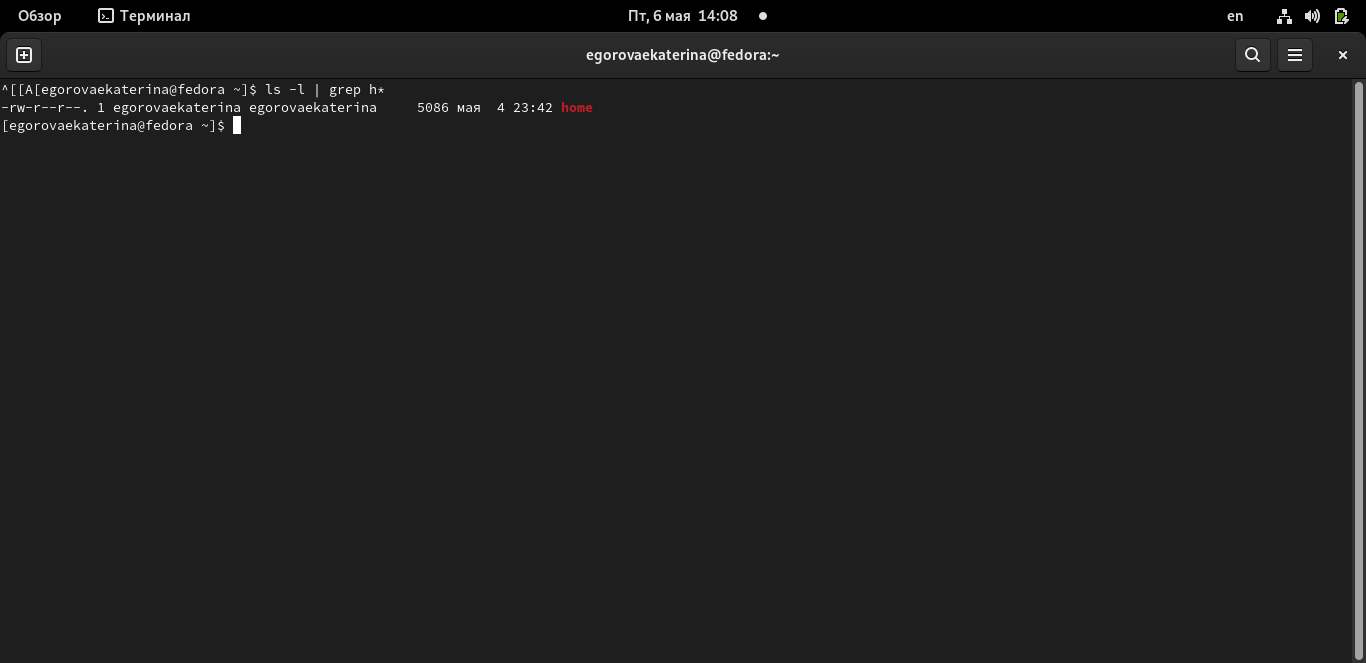 Обзор Терминал Пт, 6 мая 14:08 en
egorovaekaterina@fedora:~
^[[A[egorovaekaterina@fedora ~]$ ls -l | grep h*
-rw-r--r--. 1 egorovaekaterina egorovaekaterina     5086 мая  4 23:42 home
[egorovaekaterina@fedora ~]$